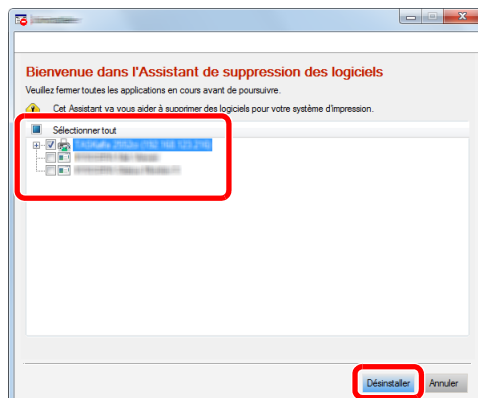 Bienvenue dans l'Assistant de suppression des logiciels
Veuillez fermer toutes les applications en cours avant de poursuivre.
Cet Assistant va vous aider à supprimer des logiciels pour votre système d'impression.
Sélectionner tout
Désinstaller
Annuler